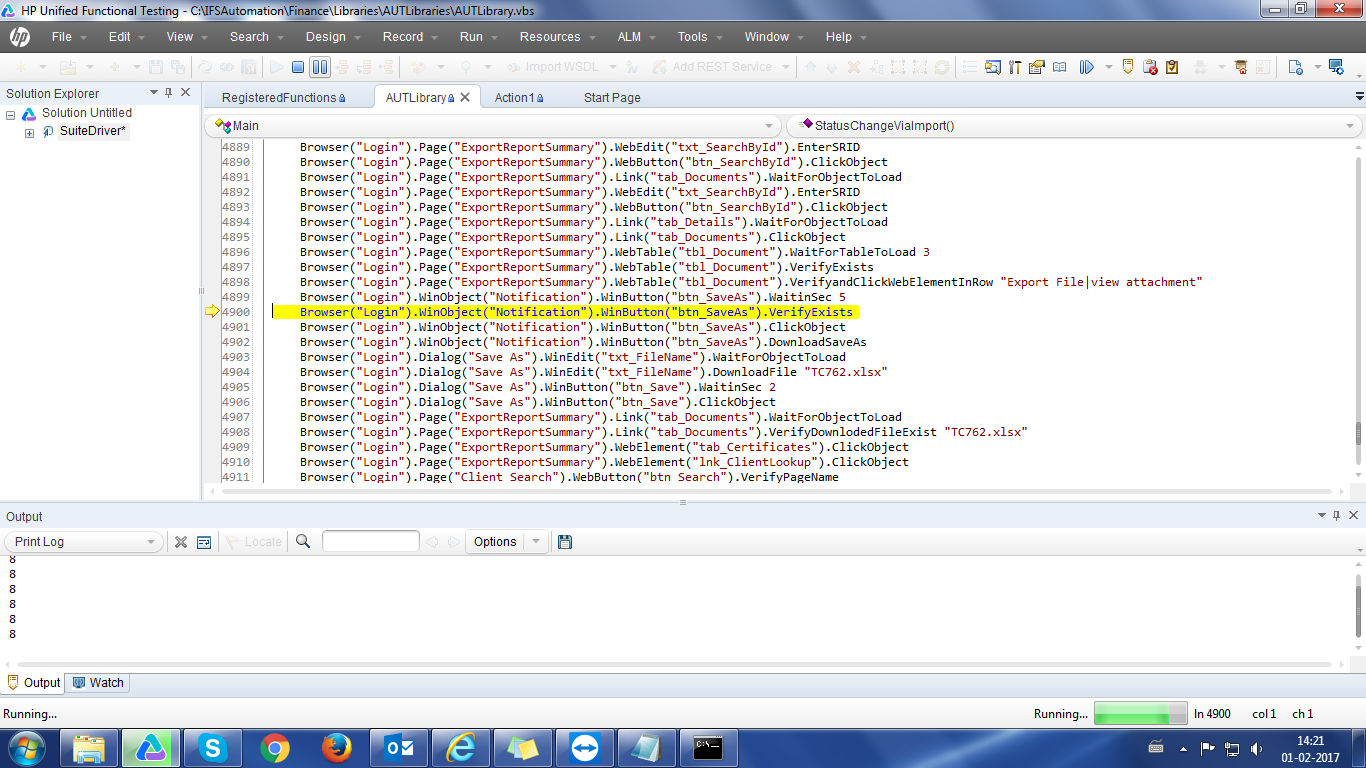 HP Unified Functional Testing - C:\IFSAutomation\Finance\Libraries\AUTLibraries\AUTLibrary.vbs
hp File Edit View Search Design Record Run Resources ALM Tools Window Help
Import WSDL Add REST Service
Solution Explorer
Solution Untitled
SuiteDriver*
RegisteredFunctions AUTLibrary Action1 Start Page
Main StatusChangeViaImport()
4889 Browser("Login").Page("ExportReportSummary").WebEdit("txt_SearchById").EnterSRID
4890 Browser("Login").Page("ExportReportSummary").WebButton("btn_SearchById").ClickObject
4891 Browser("Login").Page("ExportReportSummary").Link("tab_Documents").WaitForObjectToLoad
4892 Browser("Login").Page("ExportReportSummary").WebEdit("txt_SearchById").EnterSRID
4893 Browser("Login").Page("ExportReportSummary").WebButton("btn_SearchById").ClickObject
4894 Browser("Login").Page("ExportReportSummary").Link("tab_Details").WaitForObjectToLoad
4895 Browser("Login").Page("ExportReportSummary").Link("tab_Documents").ClickObject
4896 Browser("Login").Page("ExportReportSummary").WebTable("tbl_Document").WaitForTableToLoad 3
4897 Browser("Login").Page("ExportReportSummary").WebTable("tbl_Document").VerifyExists
4898 Browser("Login").Page("ExportReportSummary").WebTable("tbl_Document").VerifyandClickWebElementInRow "Export File|view attachment"
4899 Browser("Login").WinObject("Notification").WinButton("btn_SaveAs").WaitinSec 5
4900 Browser("Login").WinObject("Notification").WinButton("btn_SaveAs").VerifyExists
4901 Browser("Login").WinObject("Notification").WinButton("btn_SaveAs").ClickObject
4902 Browser("Login").WinObject("Notification").WinButton("btn_SaveAs").DownloadSaveAs
4903 Browser("Login").Dialog("Save As").WinEdit("txt_FileName").WaitForObjectToLoad
4904 Browser("Login").Dialog("Save As").WinEdit("txt_FileName").DownloadFile "TC762.xlsx"
4905 Browser("Login").Dialog("Save As").WinButton("btn_Save").WaitinSec 2
4906 Browser("Login").Dialog("Save As").WinButton("btn_Save").ClickObject
4907 Browser("Login").Page("ExportReportSummary").Link("tab_Documents").WaitForObjectToLoad
4908 Browser("Login").Page("ExportReportSummary").Link("tab_Documents").VerifyDownlodedFileExist "TC762.xlsx"
4909 Browser("Login").Page("ExportReportSummary").WebElement("tab_Certificates").ClickObject
4910 Browser("Login").Page("ExportReportSummary").WebElement("lnk_ClientLookup").ClickObject
4911 Browser("Login").Page("Client Search").WebButton("btn Search").VerifyPageName
Output
Print Log Locate Options
8
8
8
8
8
8
Output Watch
Running... Running... ln 4900 col 1 ch 1
C:\_
14:21
01-02-2017